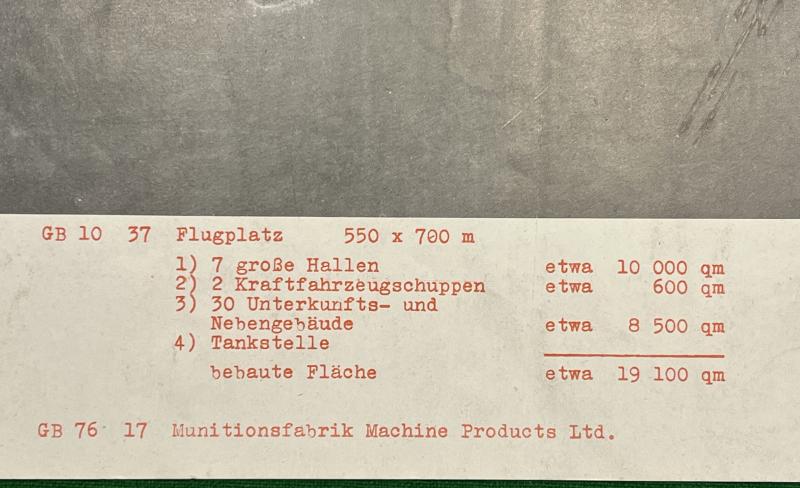 GB 10 37 Flugplatz 550 x 700 m
1) 7 große Hallen etwa 10 000 qm
2) 2 Kraftfahrzeugschuppen etwa 600 qm
3) 30 Unterkunfts- und
Nebengebäude etwa 8 500 qm
4) Tankstelle
bebaute Fläche etwa 19 100 qm
GB 76 17 Munitionsfabrik Machine Products Ltd.